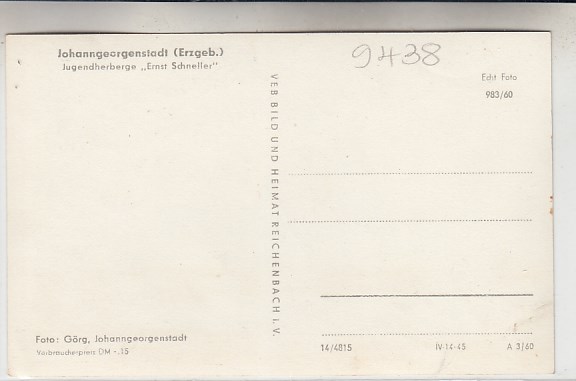 Johanngeorgenstadt (Erzgeb.)
Jugendherberge „Ernst Schneller"
9438
Echt Foto
983/60
VEB BILD UND HEIMAT REICHENBACH I. V.
Foto: Görg, Johanngeorgenstadt
Verbraucherpreis DM -.15
14/4815
IV-14-45
A 3/60